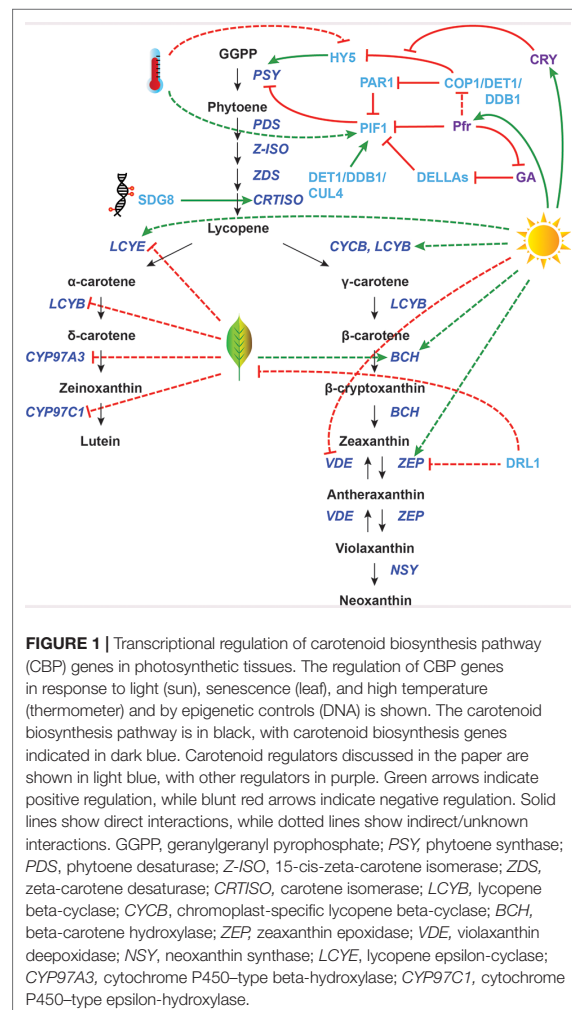 GGPP
HY5
CRY
PSY
PAR1
COP1/DET1/
DDB1
Phytoene
PDS
PIF1
Pfr
Z-ISO
ZDS
DET1/DDB1/
CUL4
DELLAs
GA
SDG8
CRTISO
Lycopene
LCYE
CYCB, LCYB
α-carotene
γ-carotene
LCYB
LCYB
δ-carotene
β-carotene
CYP97A3
BCH
Zeinoxanthin
β-cryptoxanthin
CYP97C1
BCH
Lutein
Zeaxanthin
VDE
ZEP
DRL1
Antheraxanthin
VDE
ZEP
Violaxanthin
NSY
Neoxanthin
FIGURE 1 | Transcriptional regulation of carotenoid biosynthesis pathway
(CBP) genes in photosynthetic tissues. The regulation of CBP genes
in response to light (sun), senescence (leaf), and high temperature
(thermometer) and by epigenetic controls (DNA) is shown. The carotenoid
biosynthesis pathway is in black, with carotenoid biosynthesis genes
indicated in dark blue. Carotenoid regulators discussed in the paper are
shown in light blue, with other regulators in purple. Green arrows indicate
positive regulation, while blunt red arrows indicate negative regulation. Solid
lines show direct interactions, while dotted lines show indirect/unknown
interactions. GGPP, geranylgeranyl pyrophosphate; PSY, phytoene synthase;
PDS, phytoene desaturase; Z-ISO, 15-cis-zeta-carotene isomerase; ZDS,
zeta-carotene desaturase; CRTISO, carotene isomerase; LCYB, lycopene
beta-cyclase; CYCB, chromoplast-specific lycopene beta-cyclase; BCH,
beta-carotene hydroxylase; ZEP, zeaxanthin epoxidase; VDE, violaxanthin
deepoxidase; NSY, neoxanthin synthase; LCYE, lycopene epsilon-cyclase;
CYP97A3, cytochrome P450–type beta-hydroxylase; CYP97C1, cytochrome
P450–type epsilon-hydroxylase.